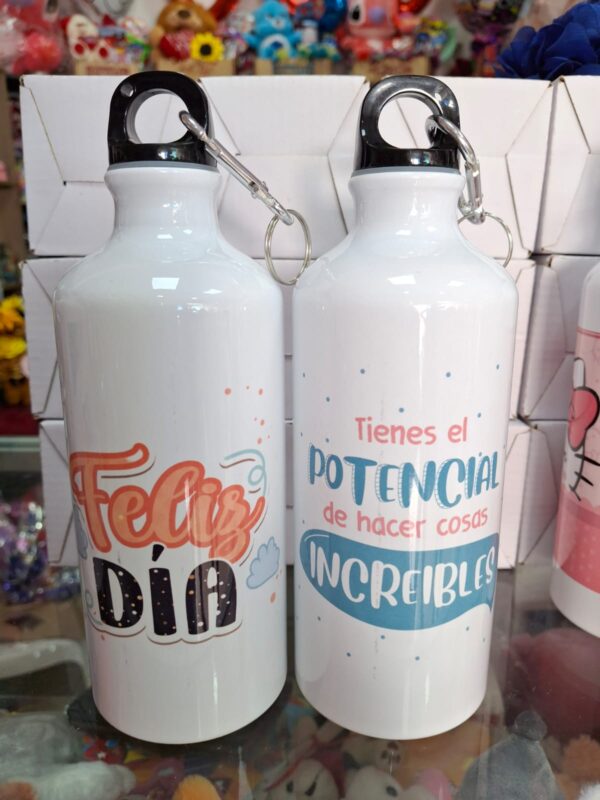 Feliz
DÍA
Tienes el
POTENCIAL
de hacer cosas
INCREIBLES